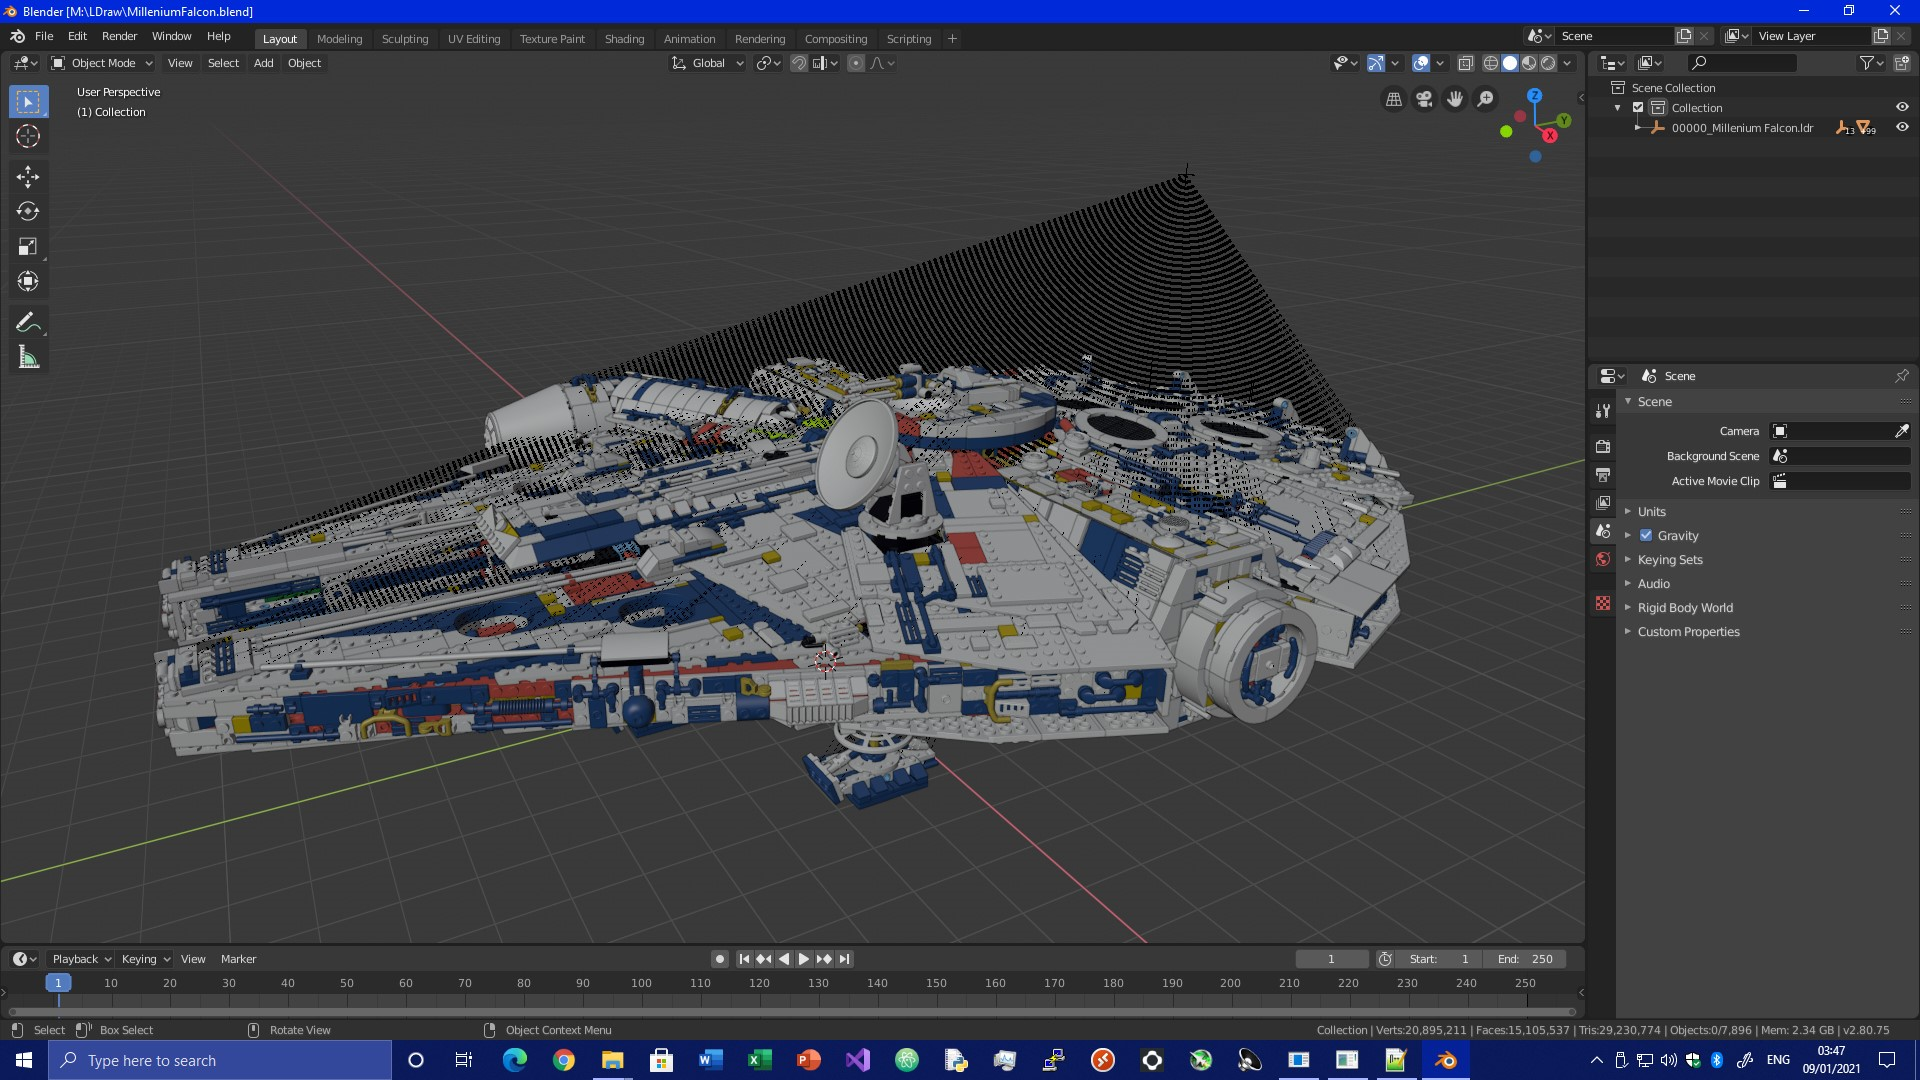 Blender [M:\LDraw\MilleniumFalcon.blend]
File Edit Render Window Help Layout Modeling Sculpting UV Editing Texture Paint Shading Animation Rendering Compositing Scripting + Scene View Layer
Object Mode View Select Add Object Global
User Perspective
(1) Collection
Z
Y
X
Scene Collection
Collection
00000_Millenium Falcon.ldr 13 99
Scene
Scene
Camera
Background Scene
Active Movie Clip
Units
Gravity
Keying Sets
Audio
Rigid Body World
Custom Properties
Playback Keying View Marker 1 Start: 1 End: 250
1 10 20 30 40 50 60 70 80 90 100 110 120 130 140 150 160 170 180 190 200 210 220 230 240 250
Select Box Select Rotate View Object Context Menu Collection | Verts:20,895,211 | Faces:15,105,537 | Tris:29,230,774 | Objects:0/7,896 | Mem: 2.34 GB | v2.80.75
Type here to search ENG 03:47
09/01/2021